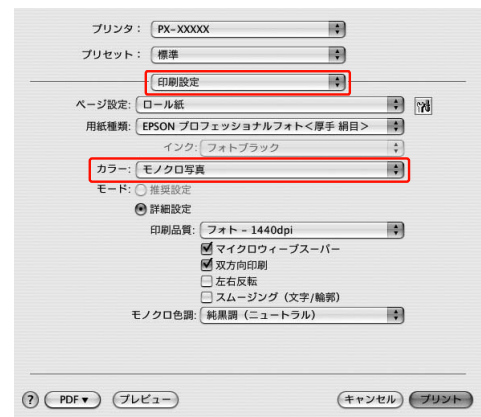 プリンタ： PX-XXXXX
プリセット： 標準
印刷設定
ページ設定: ロール紙
用紙種類: EPSON プロフェッショナルフォト<厚手 絹目>
インク: フォトブラック
カラー: モノクロ写真
モード: 推奨設定
詳細設定
印刷品質: フォト - 1440dpi
マイクロウィーブスーパー
双方向印刷
左右反転
スムージング（文字/輪郭）
モノクロ色調: 純黒調（ニュートラル）
? PDF▼ プレビュー キャンセル プリント